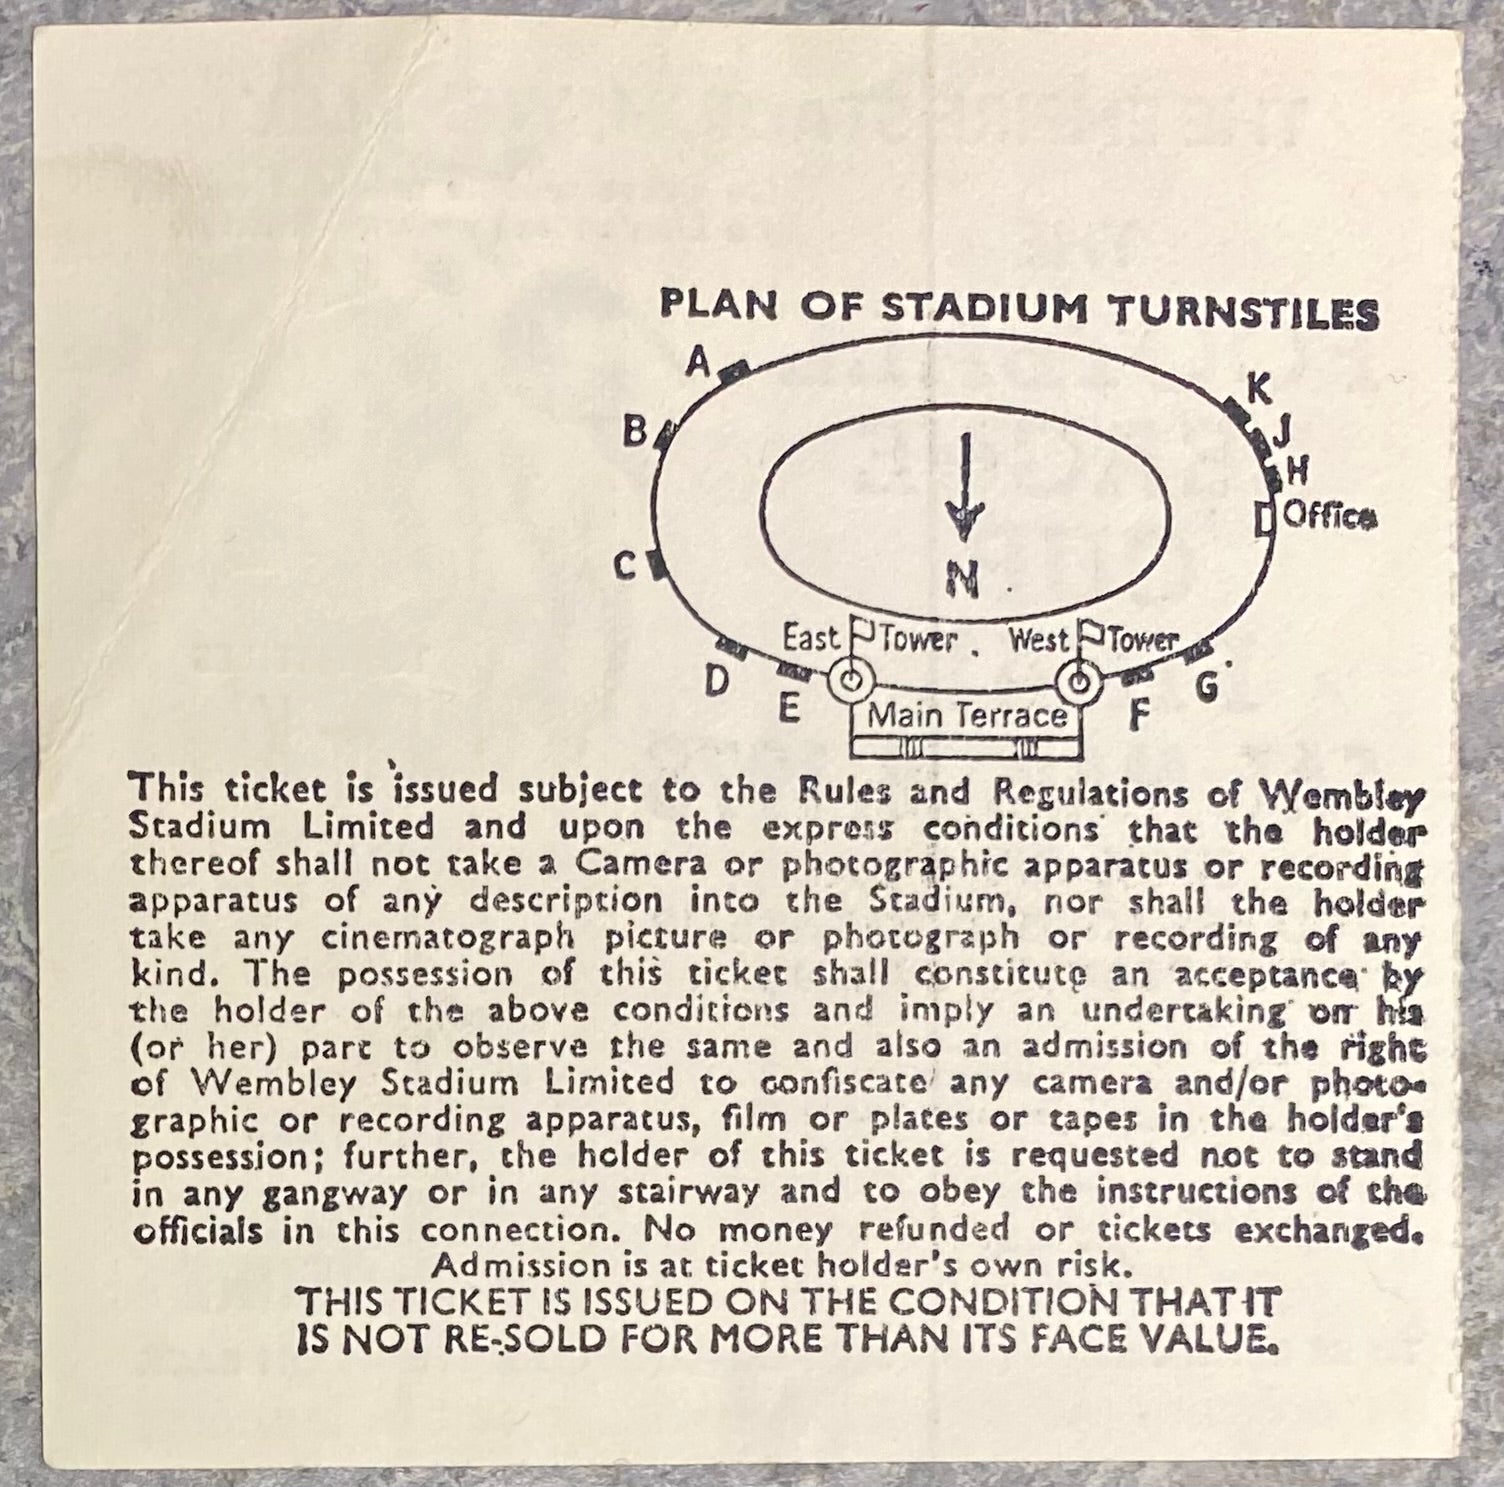 PLAN OF STADIUM TURNSTILES
A
K
B
J
H
Office
C
N
East Tower West Tower
D
E
G
F
Main Terrace
This ticket is issued subject to the Rules and Regulations of Wembley
Stadium Limited and upon the express conditions that the holder
thereof shall not take a Camera or photographic apparatus or recording
apparatus of any description into the Stadium, nor shall the holder
take any cinematograph picture or photograph or recording of any
kind. The possession of this ticket shall constitute an acceptance by
the holder of the above conditions and imply an undertaking on his
(or her) part to observe the same and also an admission of the right
of Wembley Stadium Limited to confiscate any camera and/or photo-
graphic or recording apparatus, film or plates or tapes in the holder's
possession; further, the holder of this ticket is requested not to stand
in any gangway or in any stairway and to obey the instructions of the
officials in this connection. No money refunded or tickets exchanged.
Admission is at ticket holder's own risk.
THIS TICKET IS ISSUED ON THE CONDITION THAT IT
IS NOT RE-SOLD FOR MORE THAN ITS FACE VALUE.